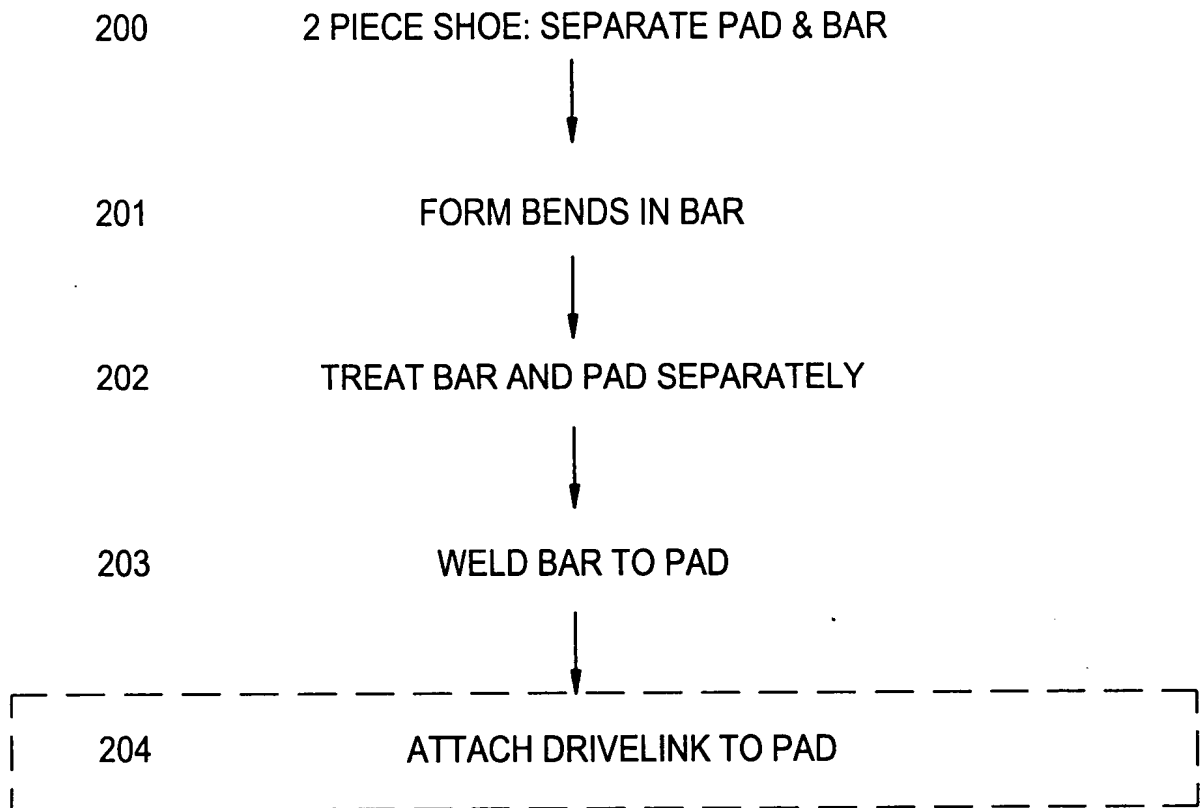 200 2 PIECE SHOE: SEPARATE PAD & BAR
201 FORM BENDS IN BAR
202 TREAT BAR AND PAD SEPARATELY
203 WELD BAR TO PAD
204 ATTACH DRIVELINK TO PAD